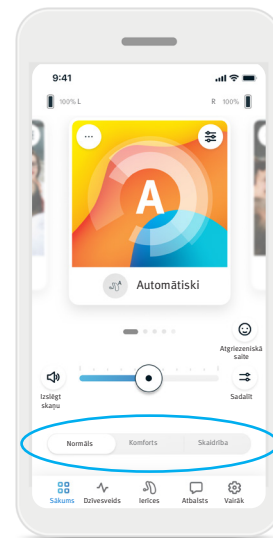 9:41
100% L
R 100%
...
A
Automātiski
Atgriezeniskā
saite
Izslēgt
skaņu
Sadalīt
Normāls Komforts Skaidrība
Sākums Dzīvesveids Ierīces Atbalsts Vairāk